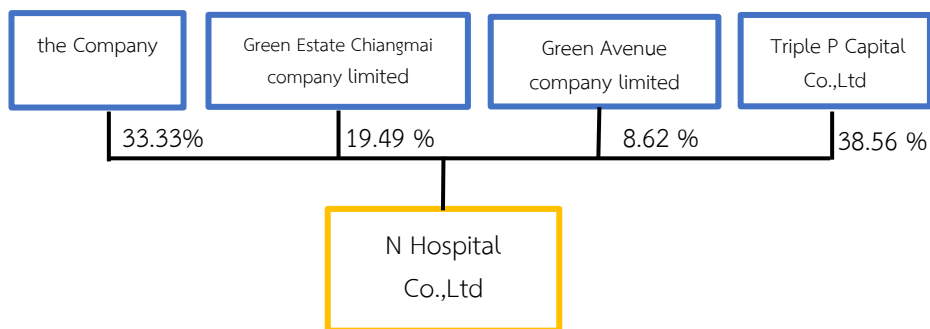 the Company
Green Estate Chiangmai
company limited
Green Avenue
company limited
Triple P Capital
Co.,Ltd
33.33%
19.49 %
8.62 %
38.56 %
N Hospital
Co.,Ltd